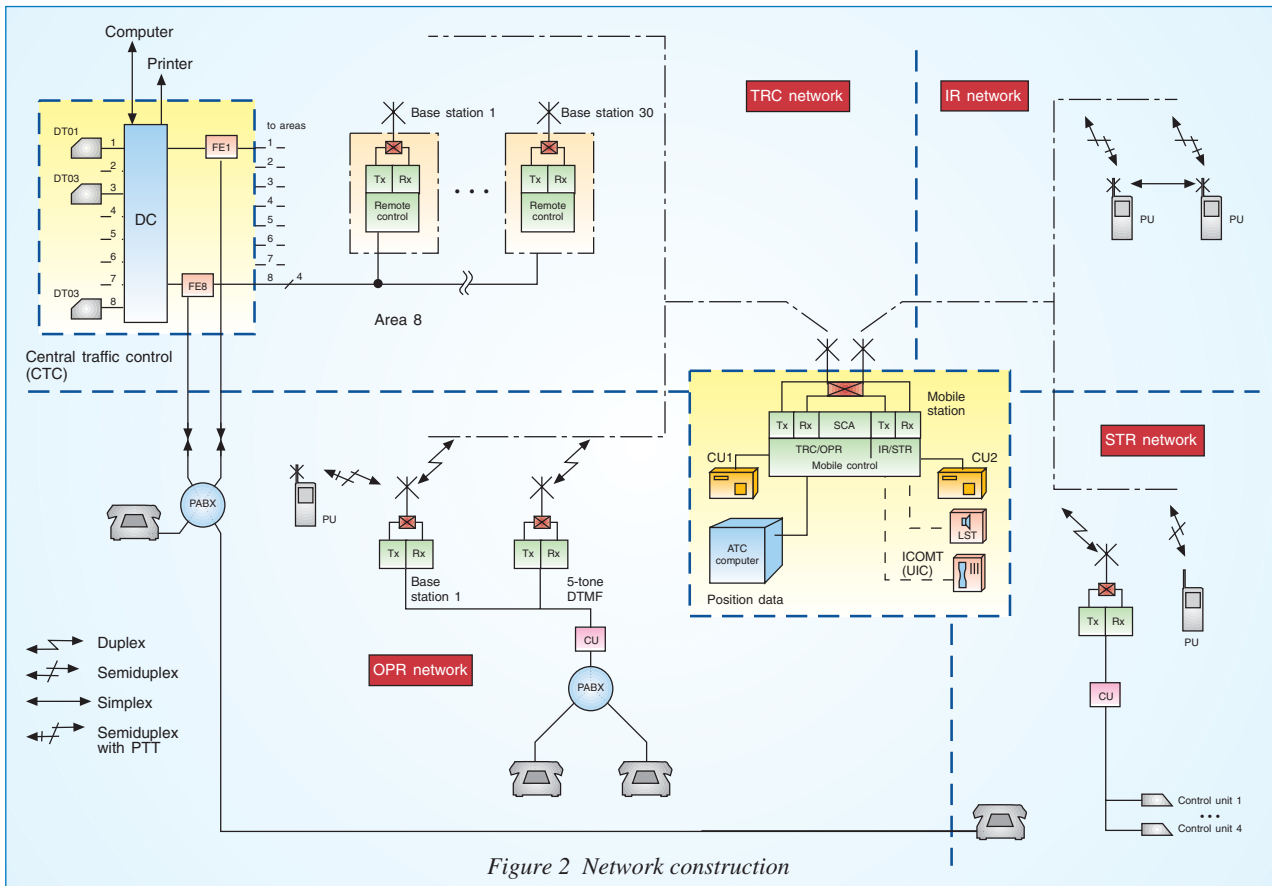 Computer
Printer
TRC network
IR network
Base station 1
Base station 30
to areas
DT01
1
2
DT03
3
4
5
6
7
DT03
8
DC
FE1
FE8
1
2
3
4
5
6
7
8
4
Tx Rx
Remote control
• • •
Tx Rx
Remote control
PU
PU
Area 8
Central traffic control (CTC)
Mobile station
Tx Rx SCA Tx Rx
TRC/OPR IR/STR
Mobile control
CU1
CU2
LST
ATC computer
ICOMT (UIC)
Position data
STR network
PABX
PU
Tx Rx
Base station 1
Tx Rx
5-tone DTMF
CU
OPR network
PABX
Tx Rx
PU
CU
Control unit 1
• • •
Control unit 4
Duplex
Semiduplex
Simplex
Semiduplex with PTT
Figure 2 Network construction